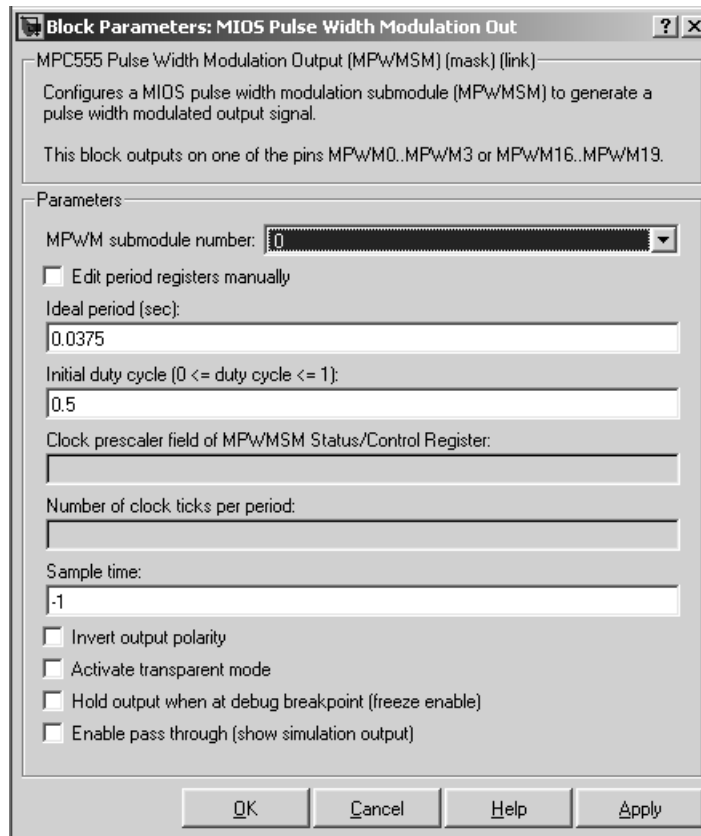 Block Parameters: MIOS Pulse Width Modulation Out
MPC555 Pulse Width Modulation Output (MPWMSM) (mask) (link)
Configures a MIOS pulse width modulation submodule (MPWMSM) to generate a
pulse width modulated output signal.
This block outputs on one of the pins MPWM0..MPWM3 or MPWM16..MPWM19.
Parameters
MPWM submodule number: 0
Edit period registers manually
Ideal period (sec):
0.0375
Initial duty cycle (0 <= duty cycle <= 1):
0.5
Clock prescaler field of MPWMSM Status/Control Register:
Number of clock ticks per period:
Sample time:
-1
Invert output polarity
Activate transparent mode
Hold output when at debug breakpoint (freeze enable)
Enable pass through (show simulation output)
OK Cancel Help Apply